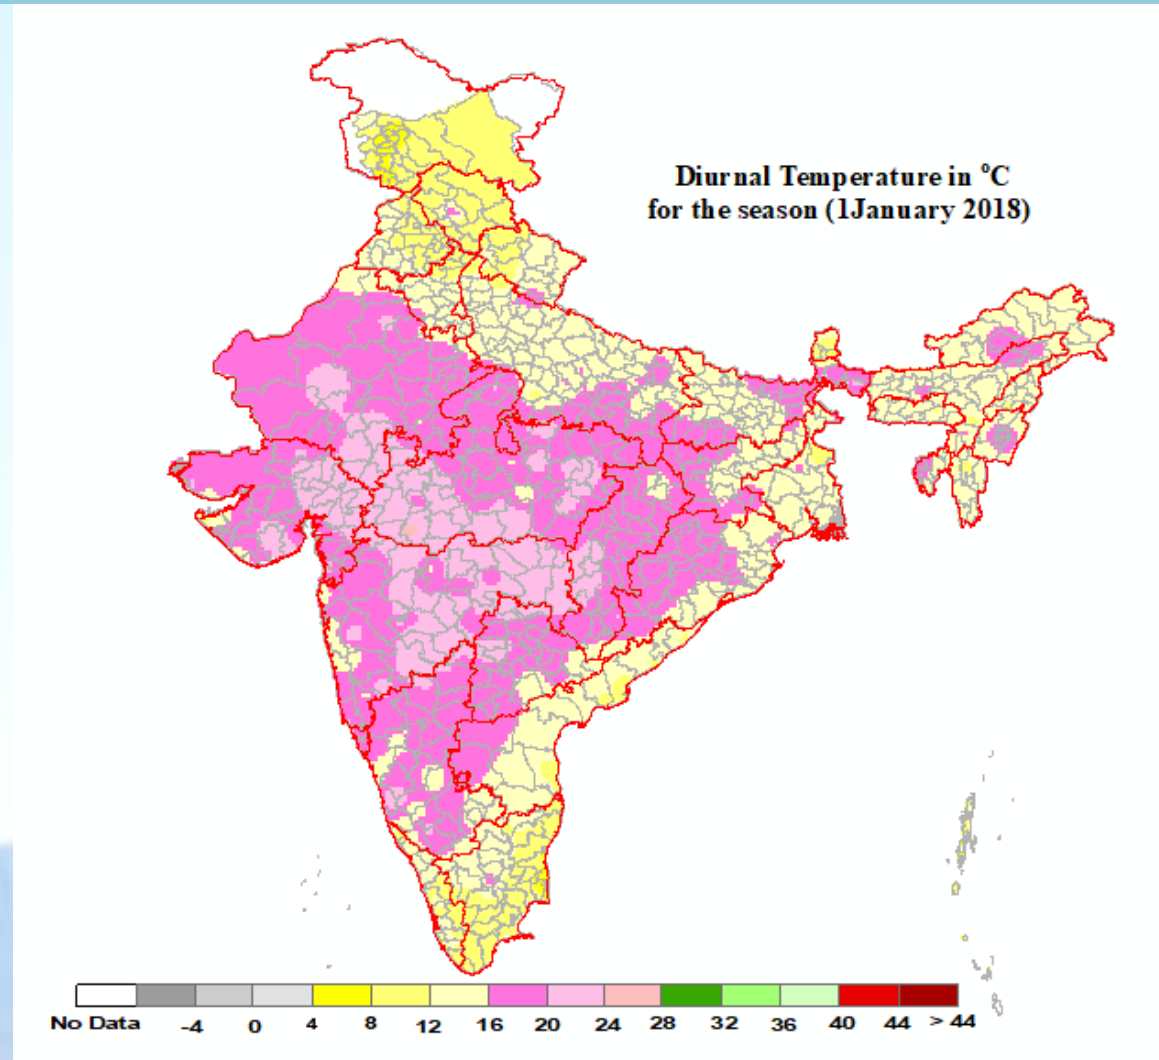 Diurnal Temperature in °C
for the season (1January 2018)
No Data -4 0 4 8 12 16 20 24 28 32 36 40 44 > 44